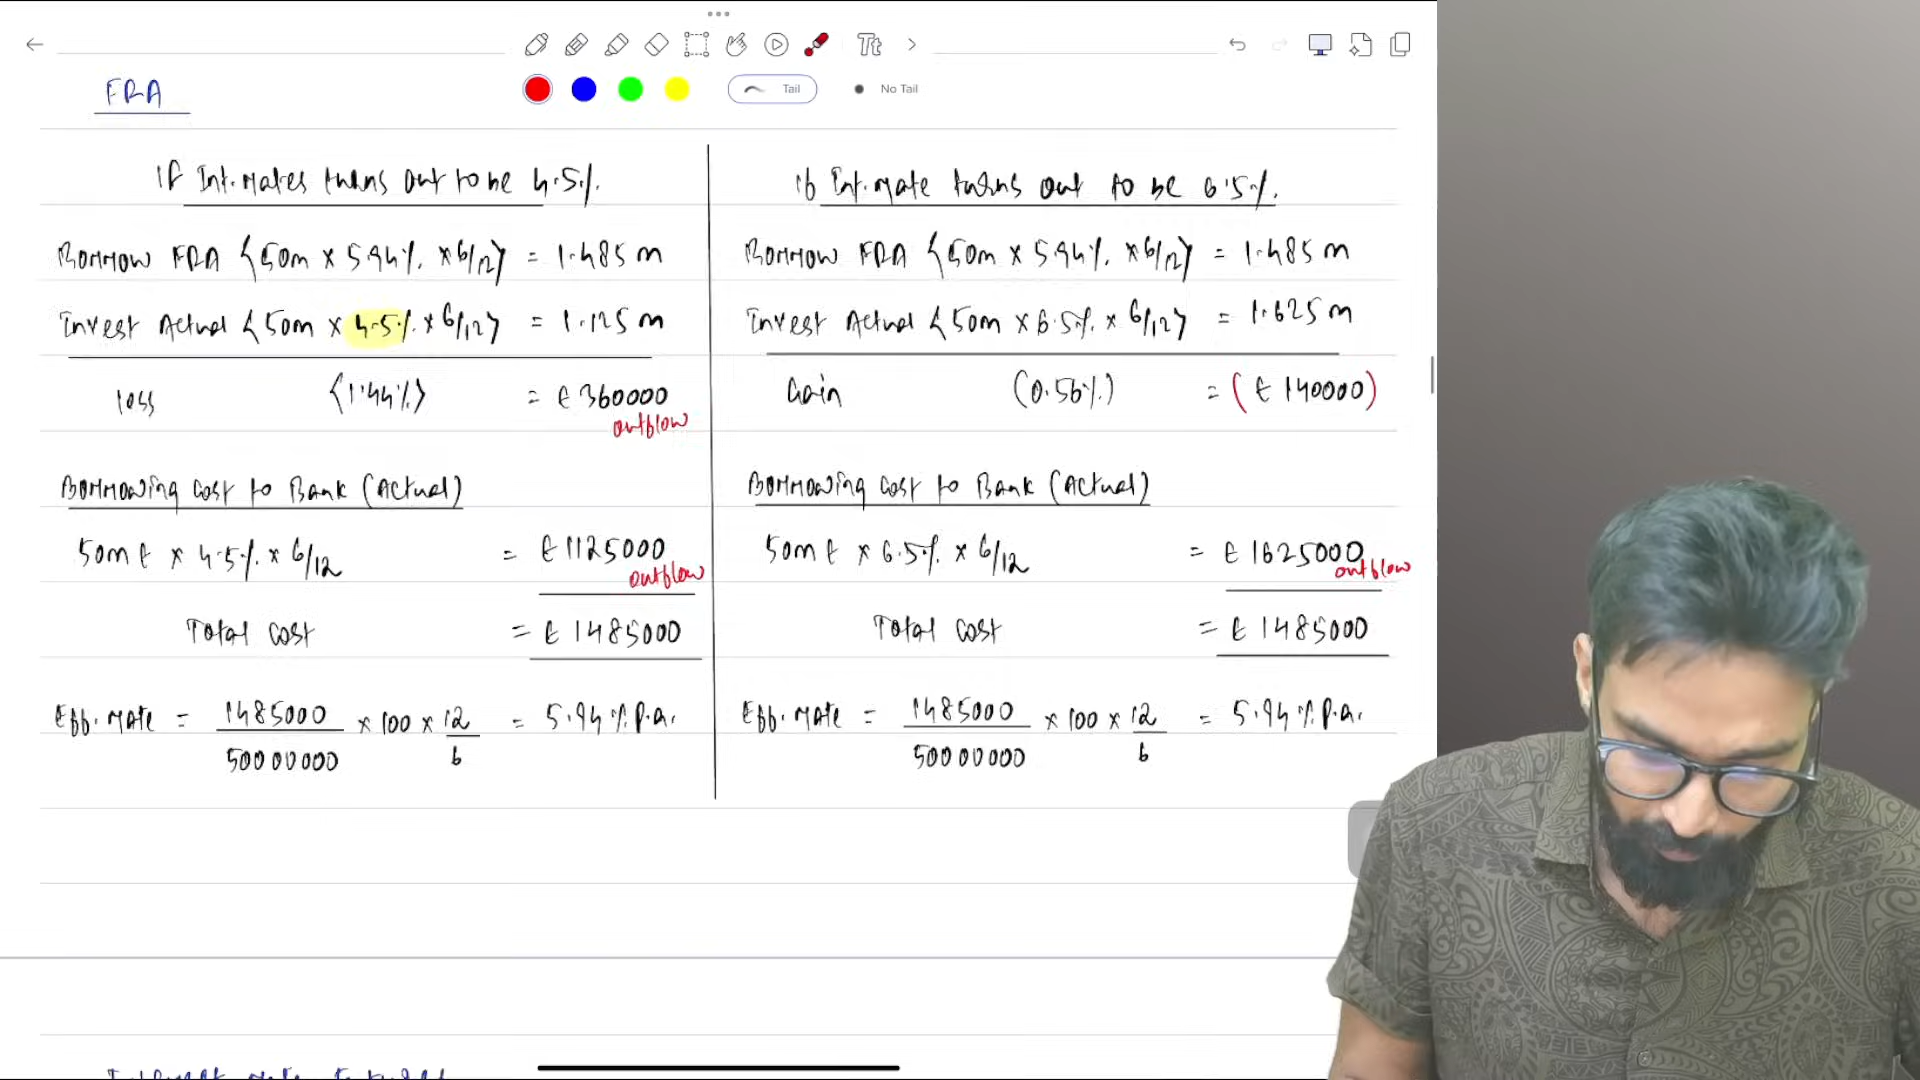 Tt
Tail
No Tail
FRA
If Int. Rates turns out to be 4.5%.
Borrow FRA {50m × 5.94% × 6/12} = 1.485 m
Invest Actual {50m × 4.5% × 6/12} = 1.125 m
loss {1.44%} = € 360000
outflow
Borrowing Cost to Bank (Actual)
50m € × 4.5% × 6/12 = € 1125000
outflow
Total Cost = € 1485000
Eff. Rate = 1485000 / 50000000 × 100 × 12/6 = 5.94% p.a.
If Int. Rate turns out to be 6.5%.
Borrow FRA {50m × 5.94% × 6/12} = 1.485 m
Invest Actual {50m × 6.5% × 6/12} = 1.625 m
Gain (0.56%) = (€ 140000)
Borrowing Cost to Bank (Actual)
50m € × 6.5% × 6/12 = € 1625000
outflow
Total Cost = € 1485000
Eff. Rate = 1485000 / 50000000 × 100 × 12/6 = 5.94% p.a.